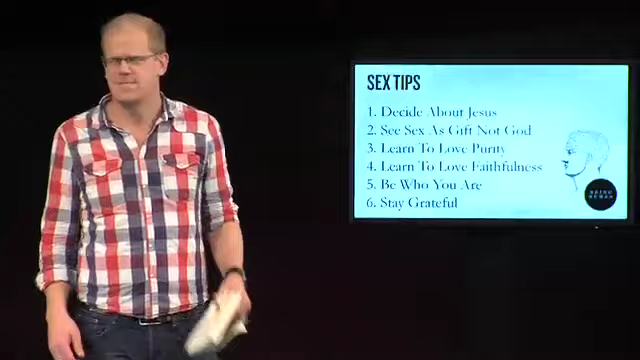 SEX TIPS
1. Decide About Jesus
2. See Sex As Gift Not God
3. Learn To Love Purity
4. Learn To Love Faithfulness
5. Be Who You Are
6. Stay Grateful
BEING
HUMAN